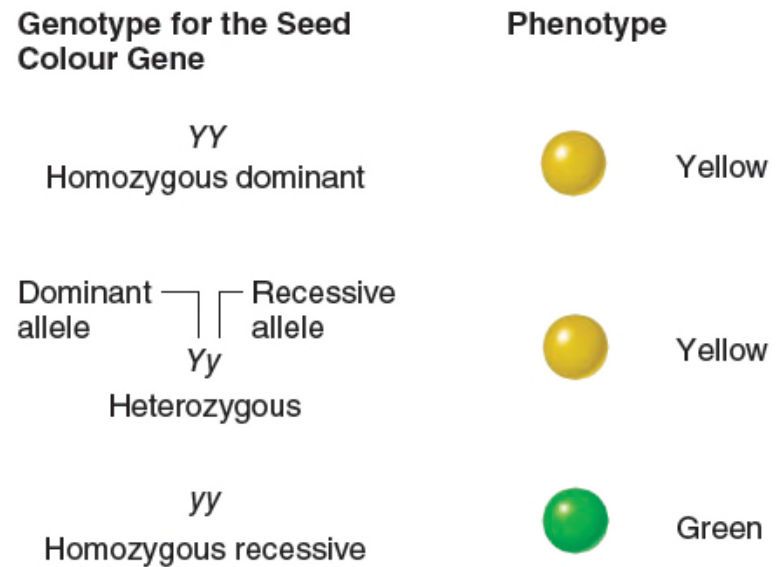 Genotype for the Seed
Colour Gene
Phenotype
YY
Homozygous dominant
Yellow
Dominant
allele
Recessive
allele
Yy
Heterozygous
Yellow
yy
Homozygous recessive
Green